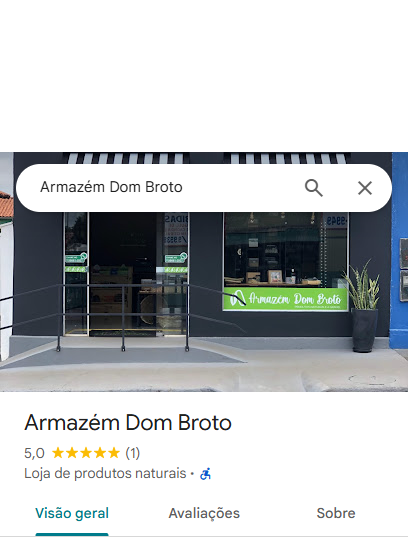 Armazém Dom Broto
Armazém Dom Broto
Armazém Dom Broto
5,0 (1)
Loja de produtos naturais •
Visão geral
Avaliações
Sobre